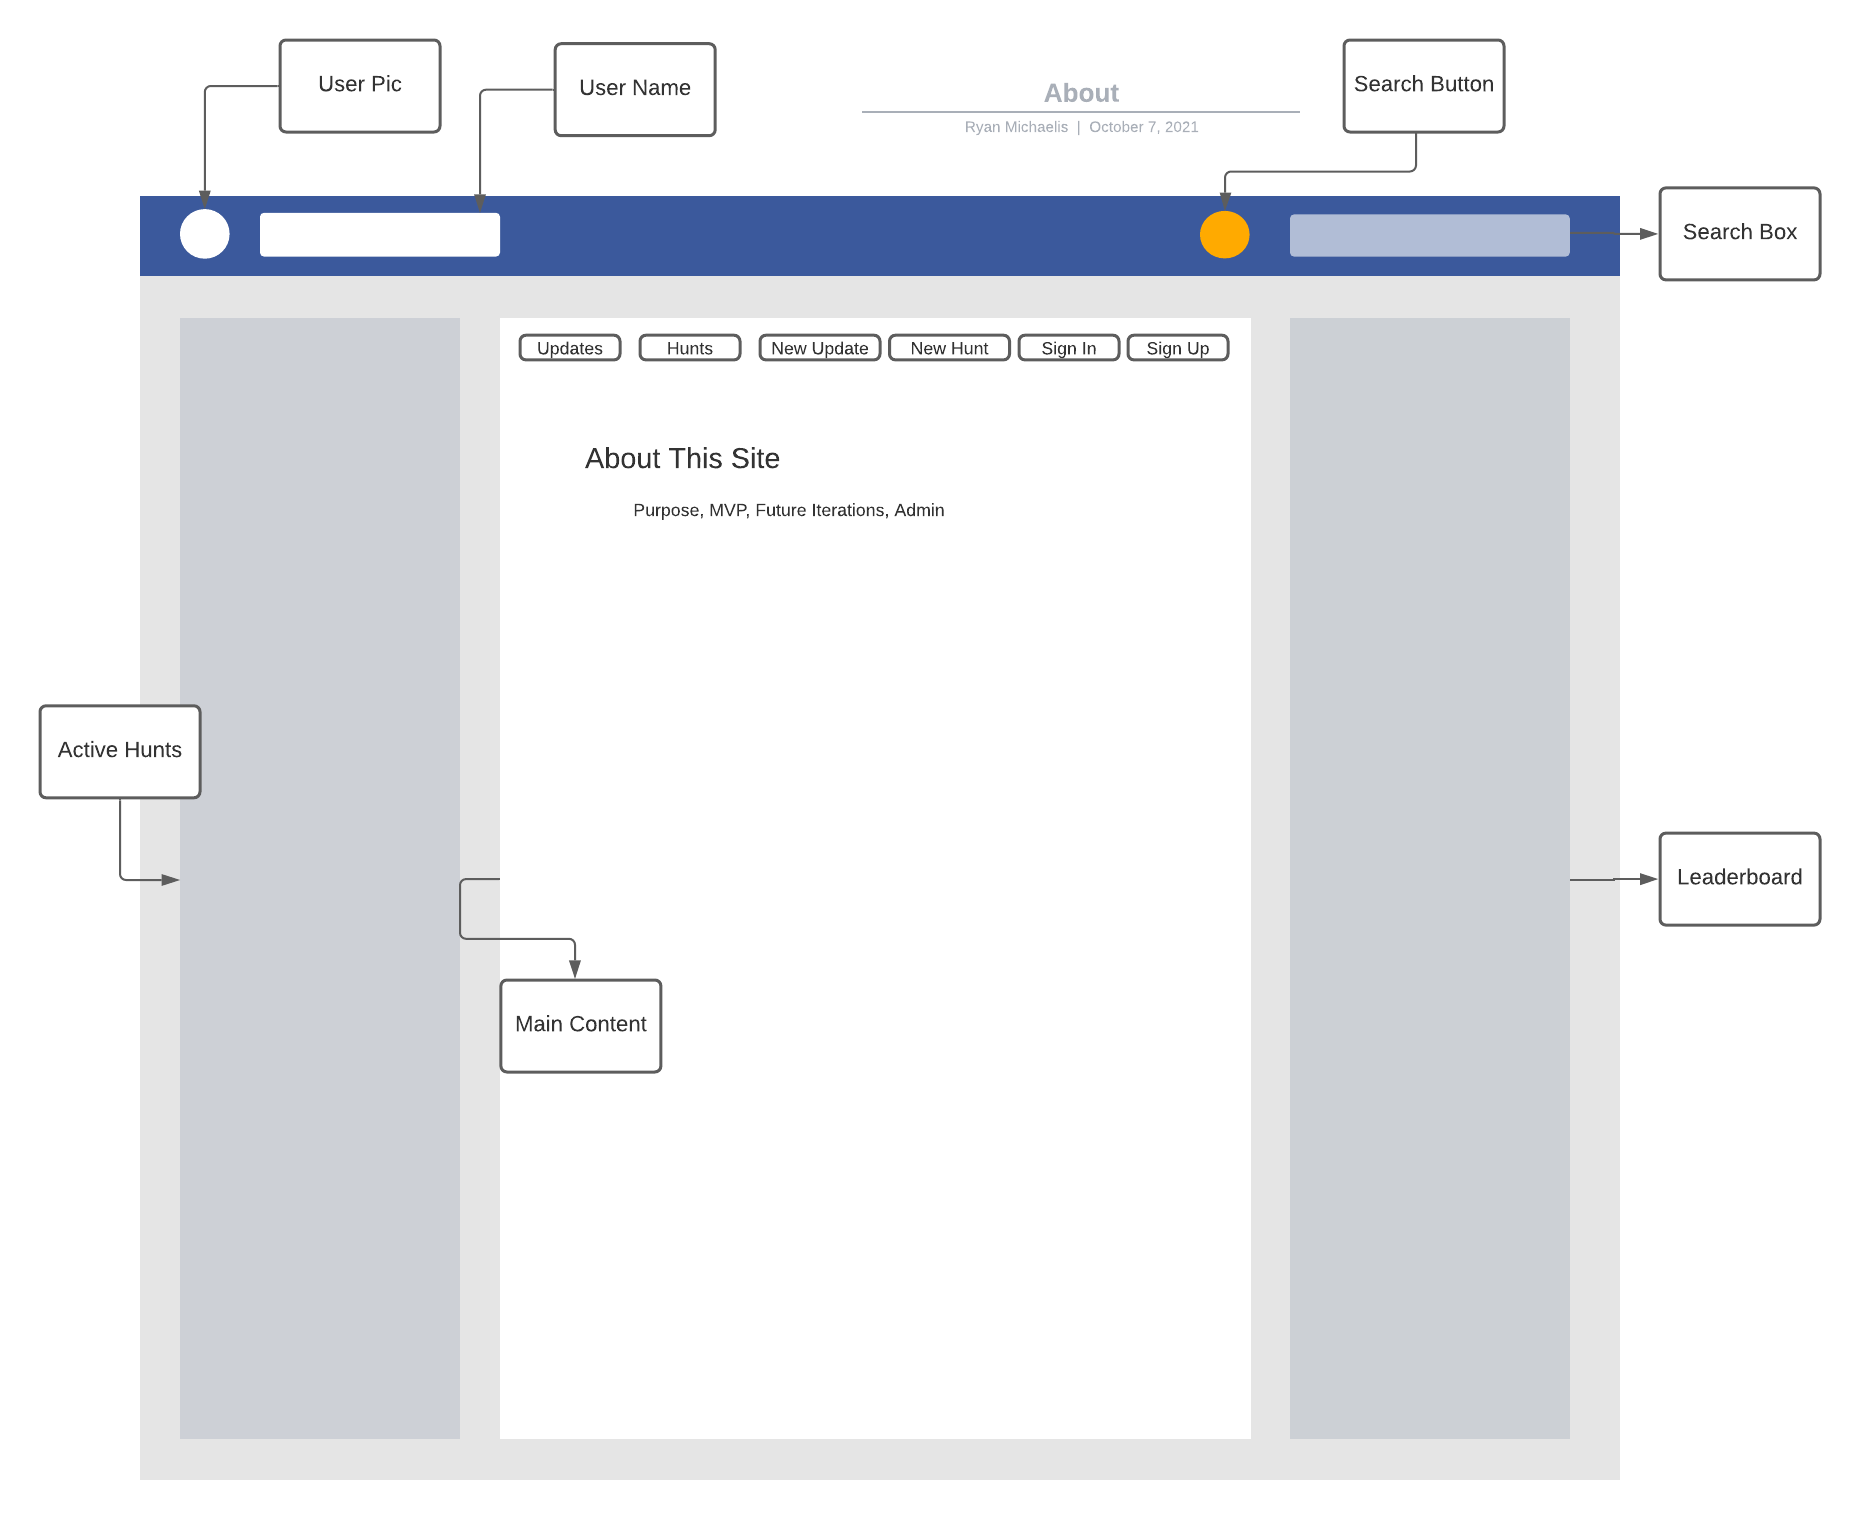 User Pic
User Name
About
Ryan Michaelis | October 7, 2021
Search Button
Search Box
Updates
Hunts
New Update
New Hunt
Sign In
Sign Up
About This Site
Purpose, MVP, Future Iterations, Admin
Active Hunts
Leaderboard
Main Content